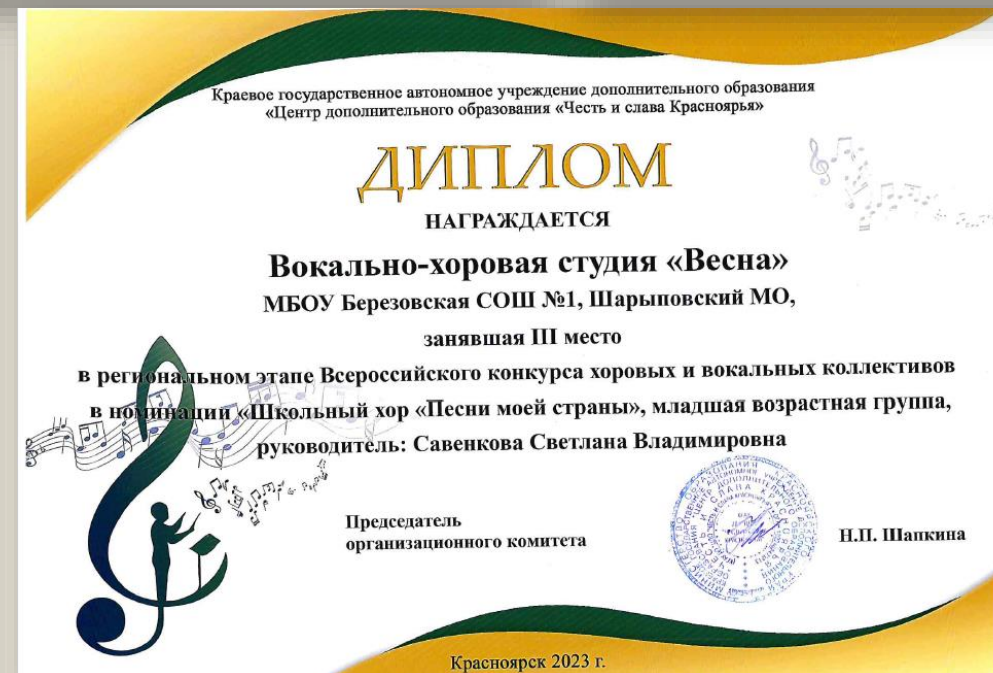 Краевое государственное автономное учреждение дополнительного образования
«Центр дополнительного образования «Честь и слава Красноярья»
ДИПЛОМ
НАГРАЖДАЕТСЯ
Вокально-хоровая студия «Весна»
МБОУ Березовская СОШ №1, Шарыповский МО,
занявшая III место
в региональном этапе Всероссийского конкурса хоровых и вокальных коллективов
в номинации «Школьный хор «Песни моей страны», младшая возрастная группа,
руководитель: Савенкова Светлана Владимировна
Председатель
организационного комитета
Н.П. Шапкина
Красноярск 2023 г.